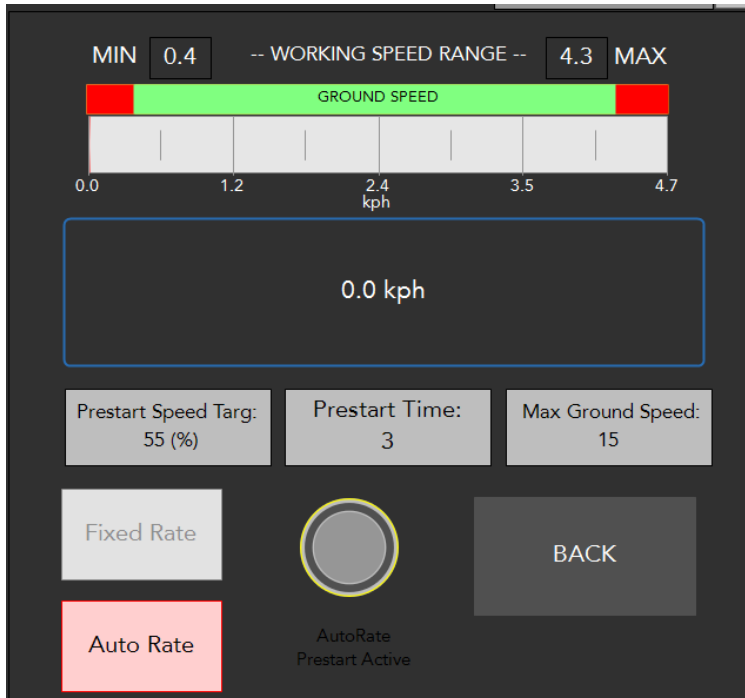 MIN 0.4 -- WORKING SPEED RANGE -- 4.3 MAX
GROUND SPEED
0.0 1.2 2.4 3.5 4.7
kph
0.0 kph
Prestart Speed Targ:
55 (%)
Prestart Time:
3
Max Ground Speed:
15
Fixed Rate
BACK
Auto Rate
AutoRate
Prestart Active